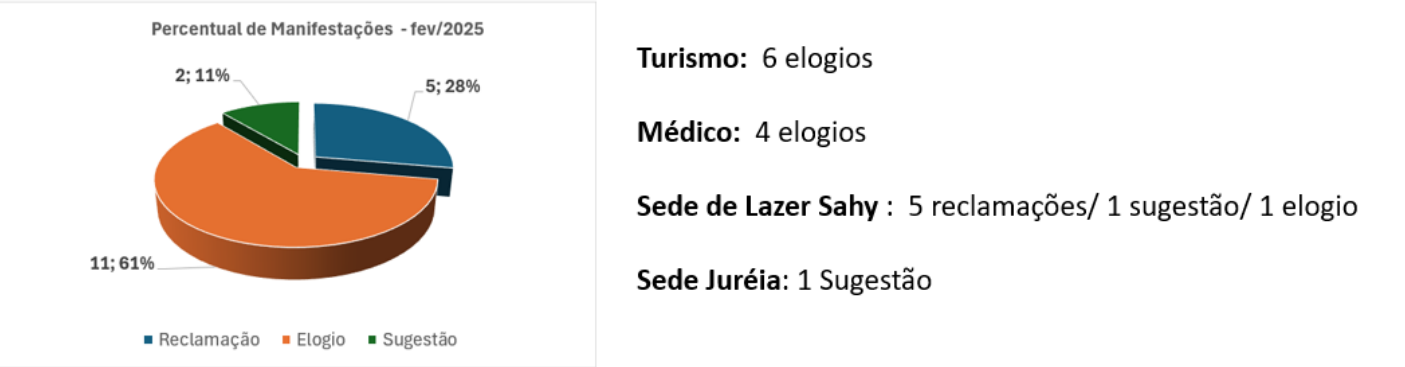 Percentual de Manifestações - fev/2025
2; 11%
5; 28%
11; 61%
Reclamação Elogio Sugestão
Turismo: 6 elogios
Médico: 4 elogios
Sede de Lazer Sahy : 5 reclamações/ 1 sugestão/ 1 elogio
Sede Juréia: 1 Sugestão